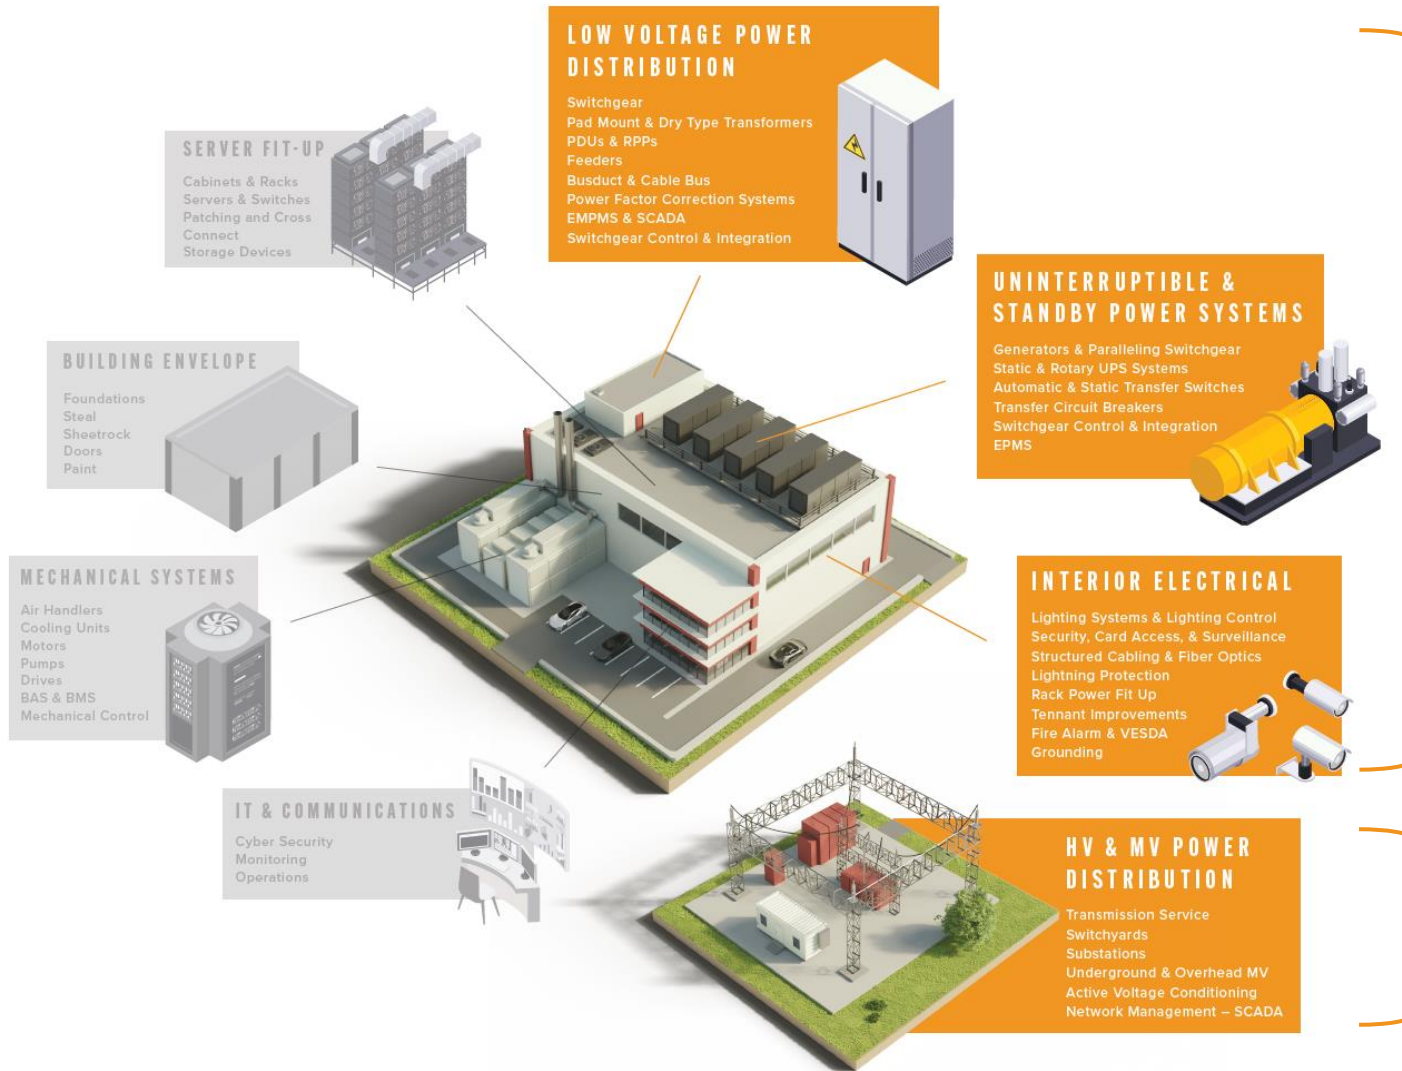 LOW VOLTAGE POWER
DISTRIBUTION
Switchgear
Pad Mount & Dry Type Transformers
PDUs & RPPs
Feeders
Busduct & Cable Bus
Power Factor Correction Systems
EMPMS & SCADA
Switchgear Control & Integration
SERVER FIT-UP
Cabinets & Racks
Servers & Switches
Patching and Cross
Connect
Storage Devices
UNINTERRUPTIBLE &
STANDBY POWER SYSTEMS
Generators & Paralleling Switchgear
Static & Rotary UPS Systems
Automatic & Static Transfer Switches
Transfer Circuit Breakers
Switchgear Control & Integration
EPMS
BUILDING ENVELOPE
Foundations
Steal
Sheetrock
Doors
Paint
MECHANICAL SYSTEMS
Air Handlers
Cooling Units
Motors
Pumps
Drives
BAS & BMS
Mechanical Control
INTERIOR ELECTRICAL
Lighting Systems & Lighting Control
Security, Card Access, & Surveillance
Structured Cabling & Fiber Optics
Lightning Protection
Rack Power Fit Up
Tennant Improvements
Fire Alarm & VESDA
Grounding
IT & COMMUNICATIONS
Cyber Security
Monitoring
Operations
HV & MV POWER
DISTRIBUTION
Transmission Service
Switchyards
Substations
Underground & Overhead MV
Active Voltage Conditioning
Network Management – SCADA